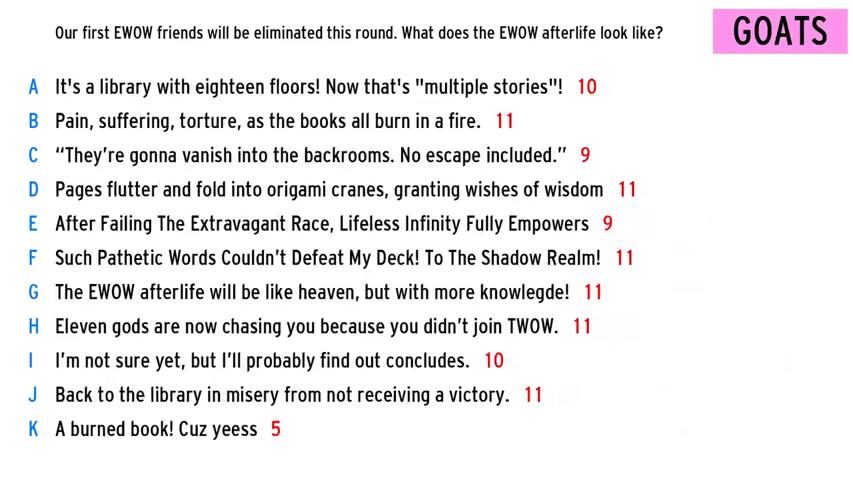 Our first EWOW friends will be eliminated this round. What does the EWOW afterlife look like?
GOATS
A It's a library with eighteen floors! Now that's "multiple stories"! 10
B Pain, suffering, torture, as the books all burn in a fire. 11
C “They’re gonna vanish into the backrooms. No escape included.” 9
D Pages flutter and fold into origami cranes, granting wishes of wisdom 11
E After Failing The Extravagant Race, Lifeless Infinity Fully Empowers 9
F Such Pathetic Words Couldn’t Defeat My Deck! To The Shadow Realm! 11
G The EWOW afterlife will be like heaven, but with more knowlegde! 11
H Eleven gods are now chasing you because you didn’t join TWOW. 11
I I’m not sure yet, but I’ll probably find out concludes. 10
J Back to the library in misery from not receiving a victory. 11
K A burned book! Cuz yeess 5